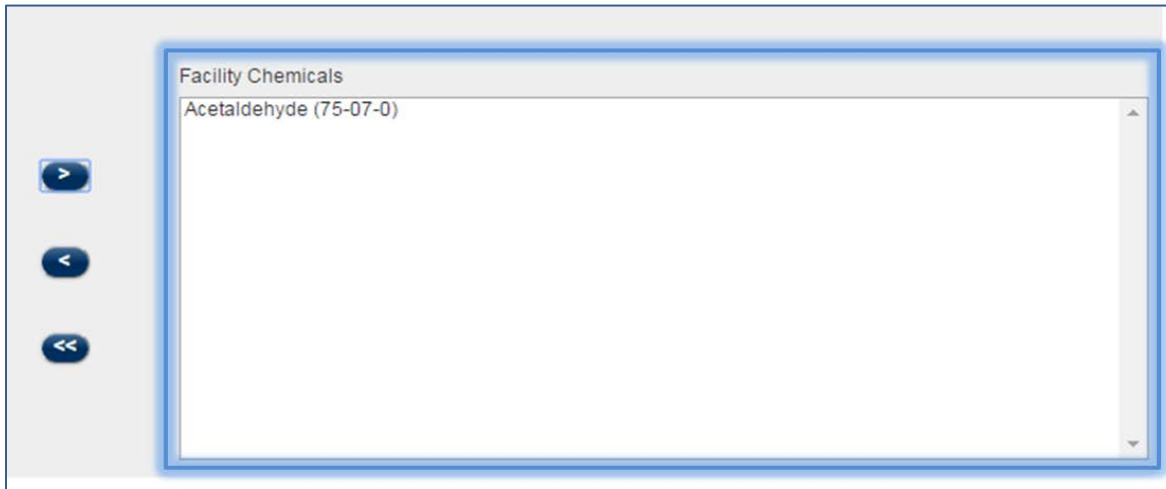 Facility Chemicals
Acetaldehyde (75-07-0)
>
<
<<